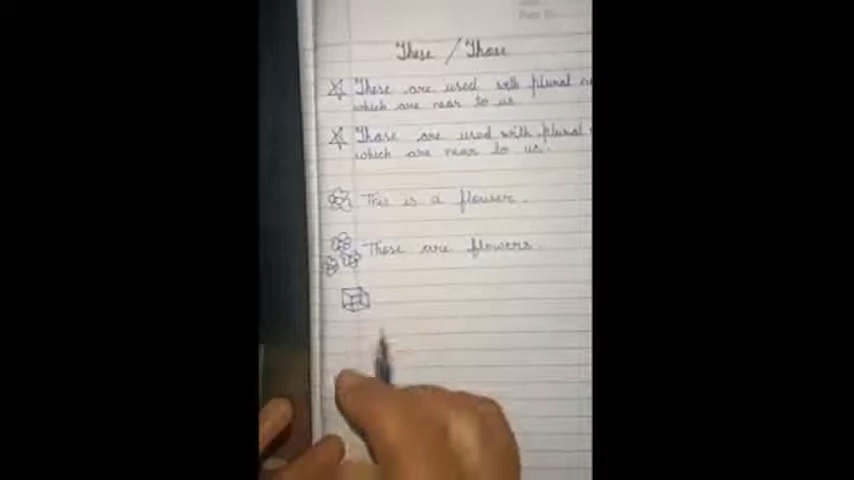 These / Those
These are used with plural
which are near to us
Those are used with plural
which are near to us.
This is a flower.
These are flowers.